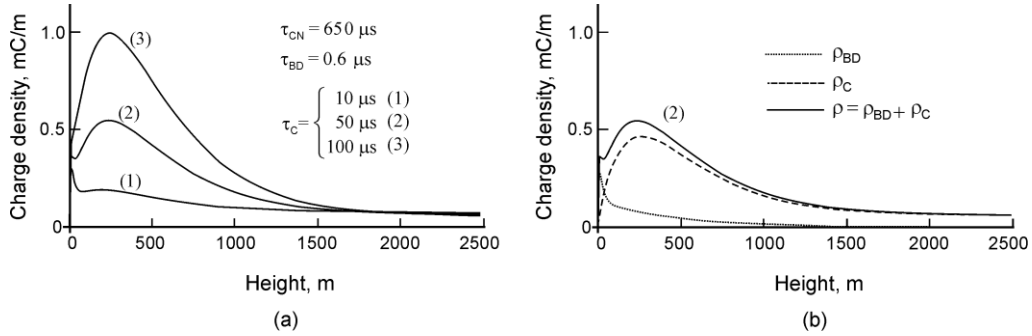 Charge density, mC/m
1.0
0.5
0
0
500
1000
1500
2000
2500
Height, m
(3)
(2)
(1)
τCN = 650 μs
τBD = 0.6 μs
τC =
10 μs (1)
50 μs (2)
100 μs (3)
(a)
Charge density, mC/m
1.0
0.5
0
0
500
1000
1500
2000
2500
Height, m
(2)
ρBD
ρC
ρ = ρBD + ρC
(b)